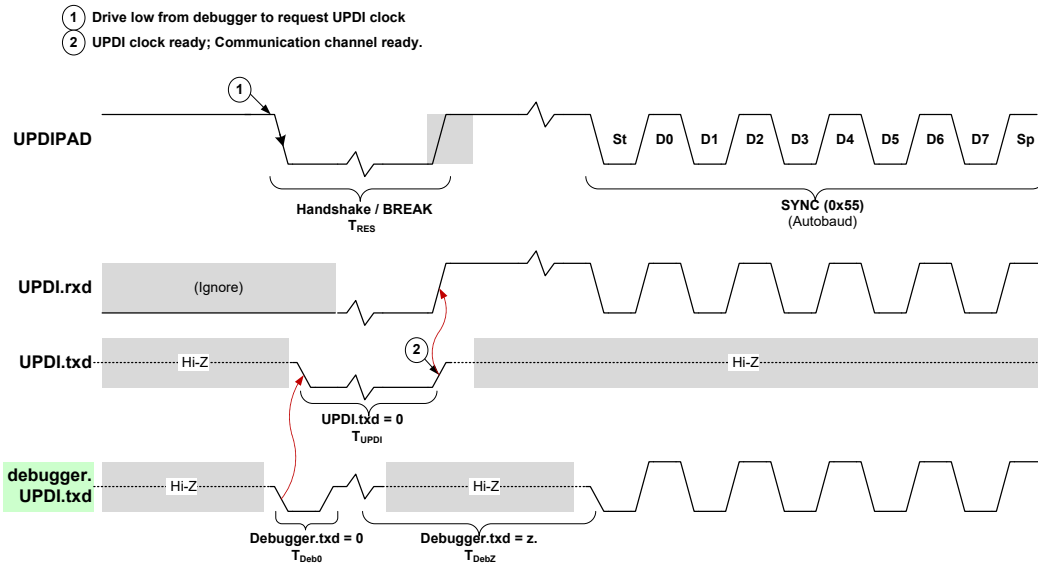 1 Drive low from debugger to request UPDI clock
2 UPDI clock ready; Communication channel ready.
1
UPDIPAD
St D0 D1 D2 D3 D4 D5 D6 D7 Sp
Handshake / BREAK
TRES
SYNC (0x55)
(Autobaud)
UPDI.rxd
(Ignore)
2
UPDI.txd
Hi-Z
Hi-Z
UPDI.txd = 0
TUPDI
debugger.
UPDI.txd
Hi-Z
Hi-Z
Debugger.txd = 0
TDeb0
Debugger.txd = z.
TDebZ